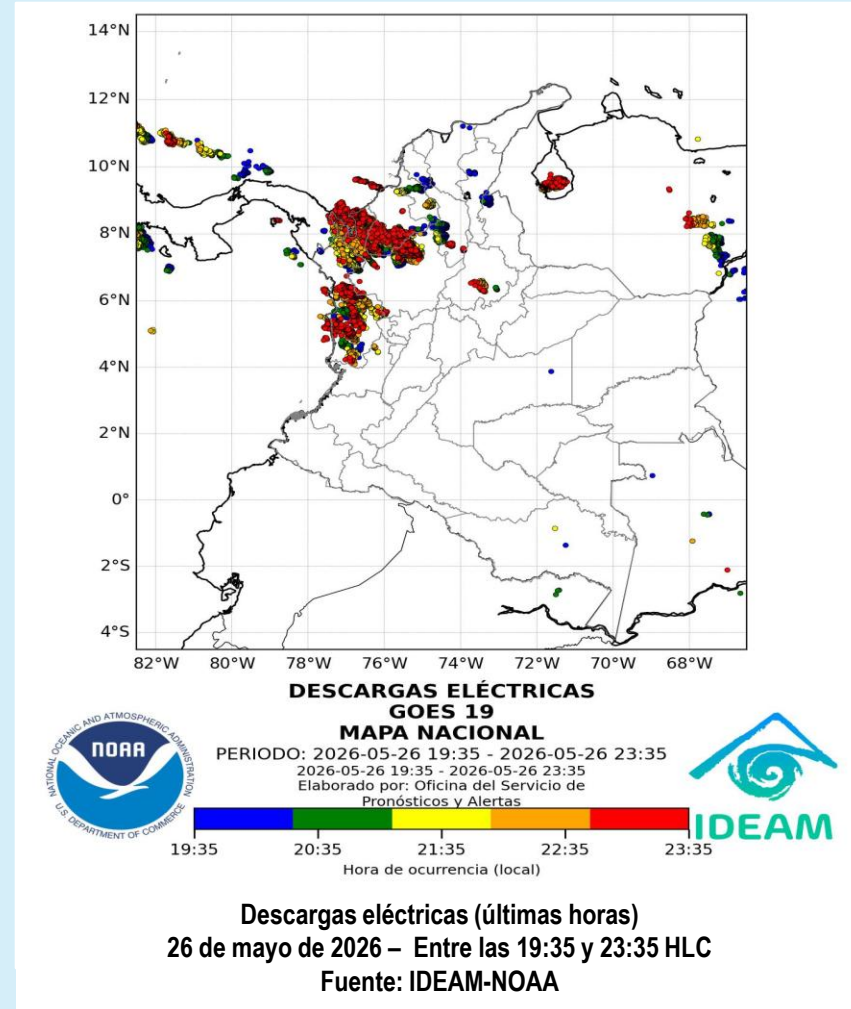 14°N
12°N
10°N
8°N
6°N
4°N
2°N
0°
2°S
4°S
82°W 80°W 78°W 76°W 74°W 72°W 70°W 68°W
DESCARGAS ELÉCTRICAS
GOES 19
MAPA NACIONAL
PERIODO: 2026-05-26 19:35 - 2026-05-26 23:35
2026-05-26 19:35 - 2026-05-26 23:35
Elaborado por: Oficina del Servicio de
Pronósticos y Alertas
NATIONAL OCEANIC AND ATMOSPHERIC ADMINISTRATION
NOAA
U.S. DEPARTMENT OF COMMERCE
IDEAM
19:35 20:35 21:35 22:35 23:35
Hora de ocurrencia (local)
Descargas eléctricas (últimas horas)
26 de mayo de 2026 – Entre las 19:35 y 23:35 HLC
Fuente: IDEAM-NOAA